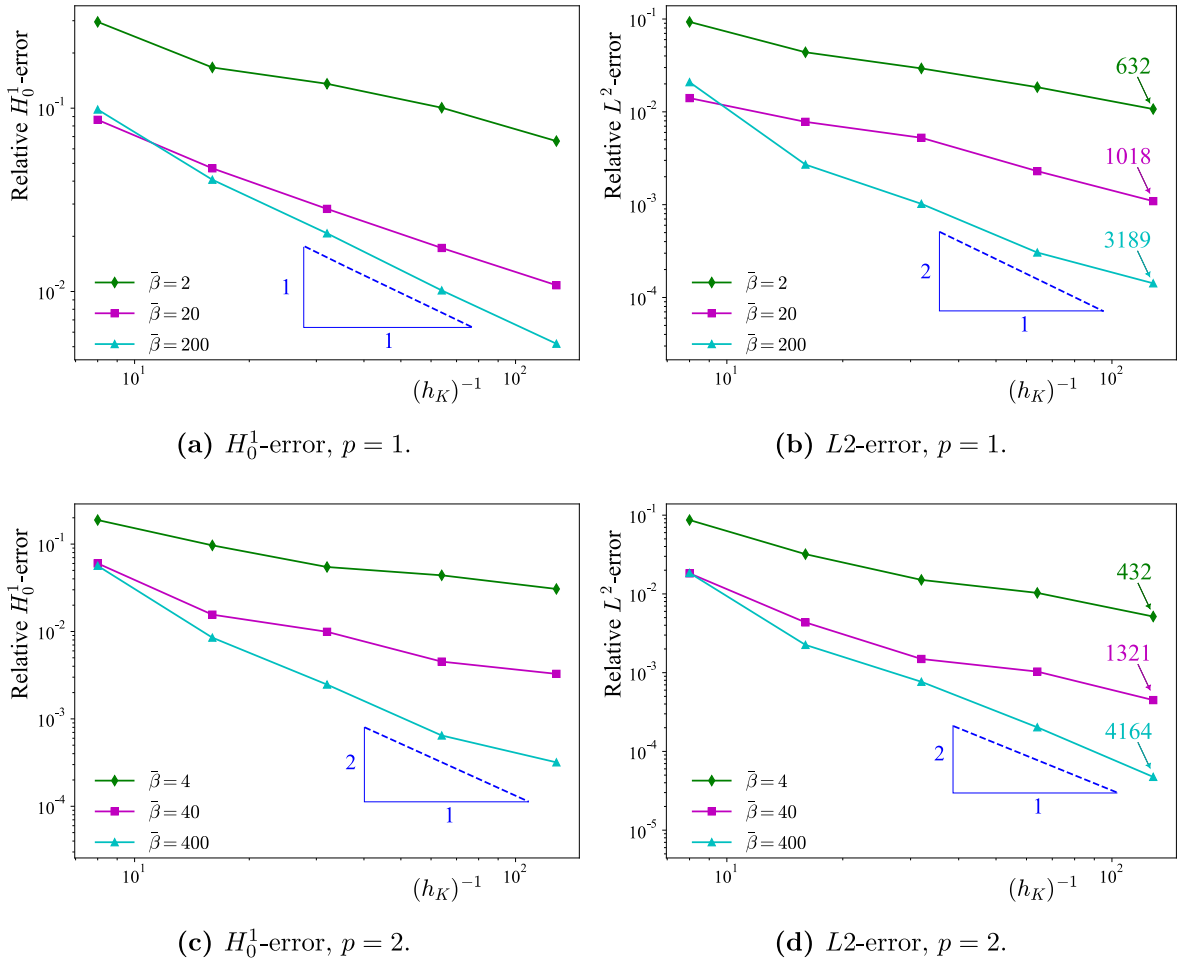 Relative $H_0^1$-error
$10^{-1}$
$10^{-2}$
1
1
$\bar{\beta} = 2$
$\bar{\beta} = 20$
$\bar{\beta} = 200$
$10^1$
$(h_K)^{-1}$
$10^2$
(a) $H_0^1$-error, $p = 1$.
Relative $L^2$-error
$10^{-1}$
$10^{-2}$
$10^{-3}$
$10^{-4}$
632
1018
3189
2
1
$\bar{\beta} = 2$
$\bar{\beta} = 20$
$\bar{\beta} = 200$
$10^1$
$(h_K)^{-1}$
$10^2$
(b) $L2$-error, $p = 1$.
Relative $H_0^1$-error
$10^{-1}$
$10^{-2}$
$10^{-3}$
$10^{-4}$
2
1
$\bar{\beta} = 4$
$\bar{\beta} = 40$
$\bar{\beta} = 400$
$10^1$
$(h_K)^{-1}$
$10^2$
(c) $H_0^1$-error, $p = 2$.
Relative $L^2$-error
$10^{-1}$
$10^{-2}$
$10^{-3}$
$10^{-4}$
$10^{-5}$
432
1321
4164
2
1
$\bar{\beta} = 4$
$\bar{\beta} = 40$
$\bar{\beta} = 400$
$10^1$
$(h_K)^{-1}$
$10^2$
(d) $L2$-error, $p = 2$.